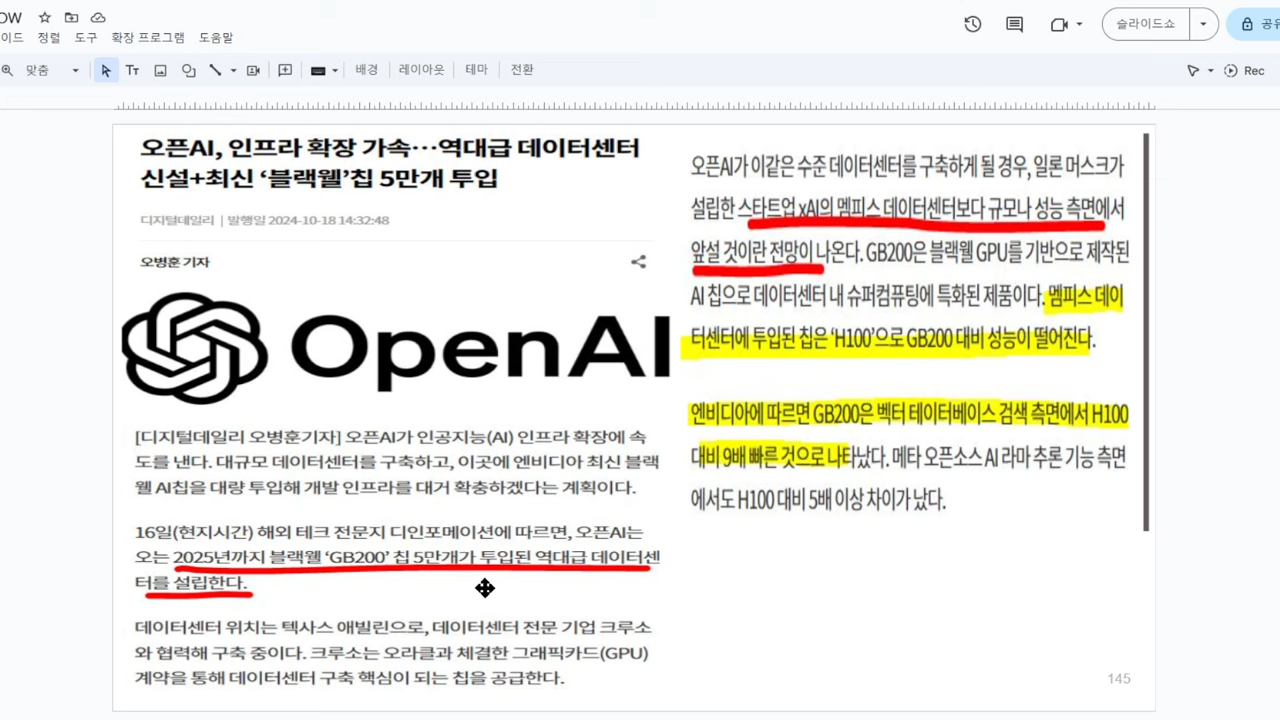 OW
이드 정렬 도구 확장 프로그램 도움말
슬라이드쇼
공유
맞춤
Tт
배경 레이아웃 테마 전환
Rec
오픈AI, 인프라 확장 가속…역대급 데이터센터
신설+최신 ‘블랙웰’칩 5만개 투입
디지털데일리 | 발행일 2024-10-18 14:32:48
오병훈 기자
OpenAI
[디지털데일리 오병훈기자] 오픈AI가 인공지능(AI) 인프라 확장에 속
도를 낸다. 대규모 데이터센터를 구축하고, 이곳에 엔비디아 최신 블랙
웰 AI칩을 대량 투입해 개발 인프라를 대거 확충하겠다는 계획이다.
16일(현지시간) 해외 테크 전문지 디인포메이션에 따르면, 오픈AI는
오는 2025년까지 블랙웰 ‘GB200’ 칩 5만개가 투입된 역대급 데이터센
터를 설립한다.
데이터센터 위치는 텍사스 애빌린으로, 데이터센터 전문 기업 크루소
와 협력해 구축 중이다. 크루소는 오라클과 체결한 그래픽카드(GPU)
계약을 통해 데이터센터 구축 핵심이 되는 칩을 공급한다.
오픈AI가 이같은 수준 데이터센터를 구축하게 될 경우, 일론 머스크가
설립한 스타트업 xAI의 멤피스 데이터센터보다 규모나 성능 측면에서
앞설 것이란 전망이 나온다. GB200은 블랙웰 GPU를 기반으로 제작된
AI 칩으로 데이터센터 내 슈퍼컴퓨팅에 특화된 제품이다. 멤피스 데이
터센터에 투입된 칩은 ‘H100’으로 GB200 대비 성능이 떨어진다.
엔비디아에 따르면 GB200은 벡터 테이터베이스 검색 측면에서 H100
대비 9배 빠른 것으로 나타났다. 메타 오픈소스 AI 라마 추론 기능 측면
에서도 H100 대비 5배 이상 차이가 났다.
145